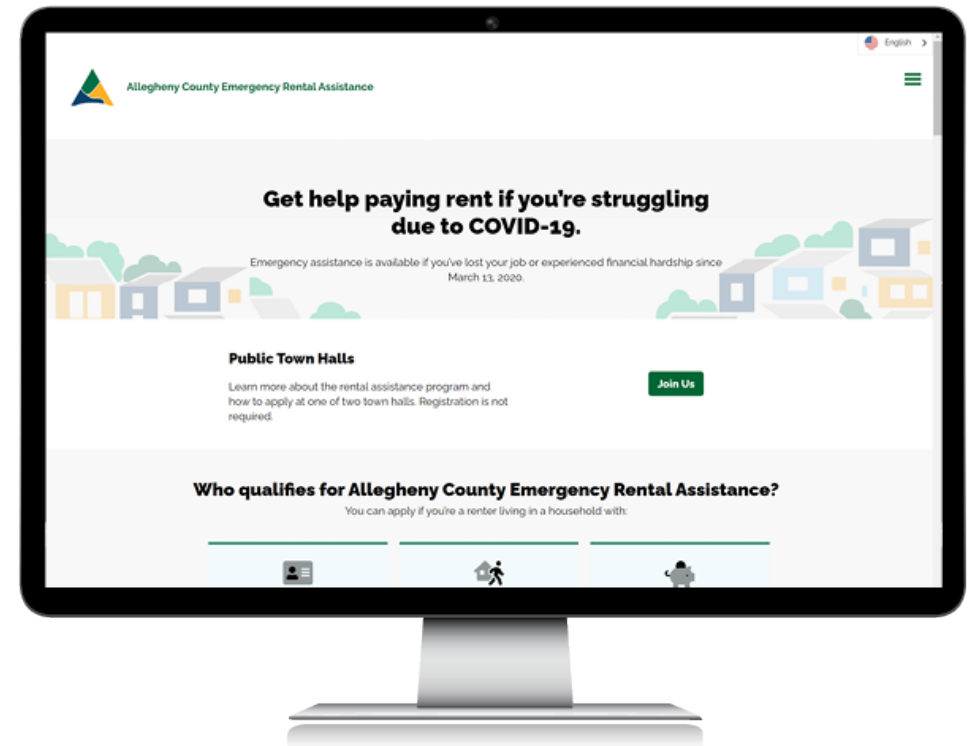 English
Allegheny County Emergency Rental Assistance
Get help paying rent if you're struggling
due to COVID-19.
Emergency assistance is available if you've lost your job or experienced financial hardship since
March 13, 2020.
Public Town Halls
Learn more about the rental assistance program and
how to apply at one of two town halls. Registration is not
required.
Join Us
Who qualifies for Allegheny County Emergency Rental Assistance?
You can apply if you're a renter living in a household with: